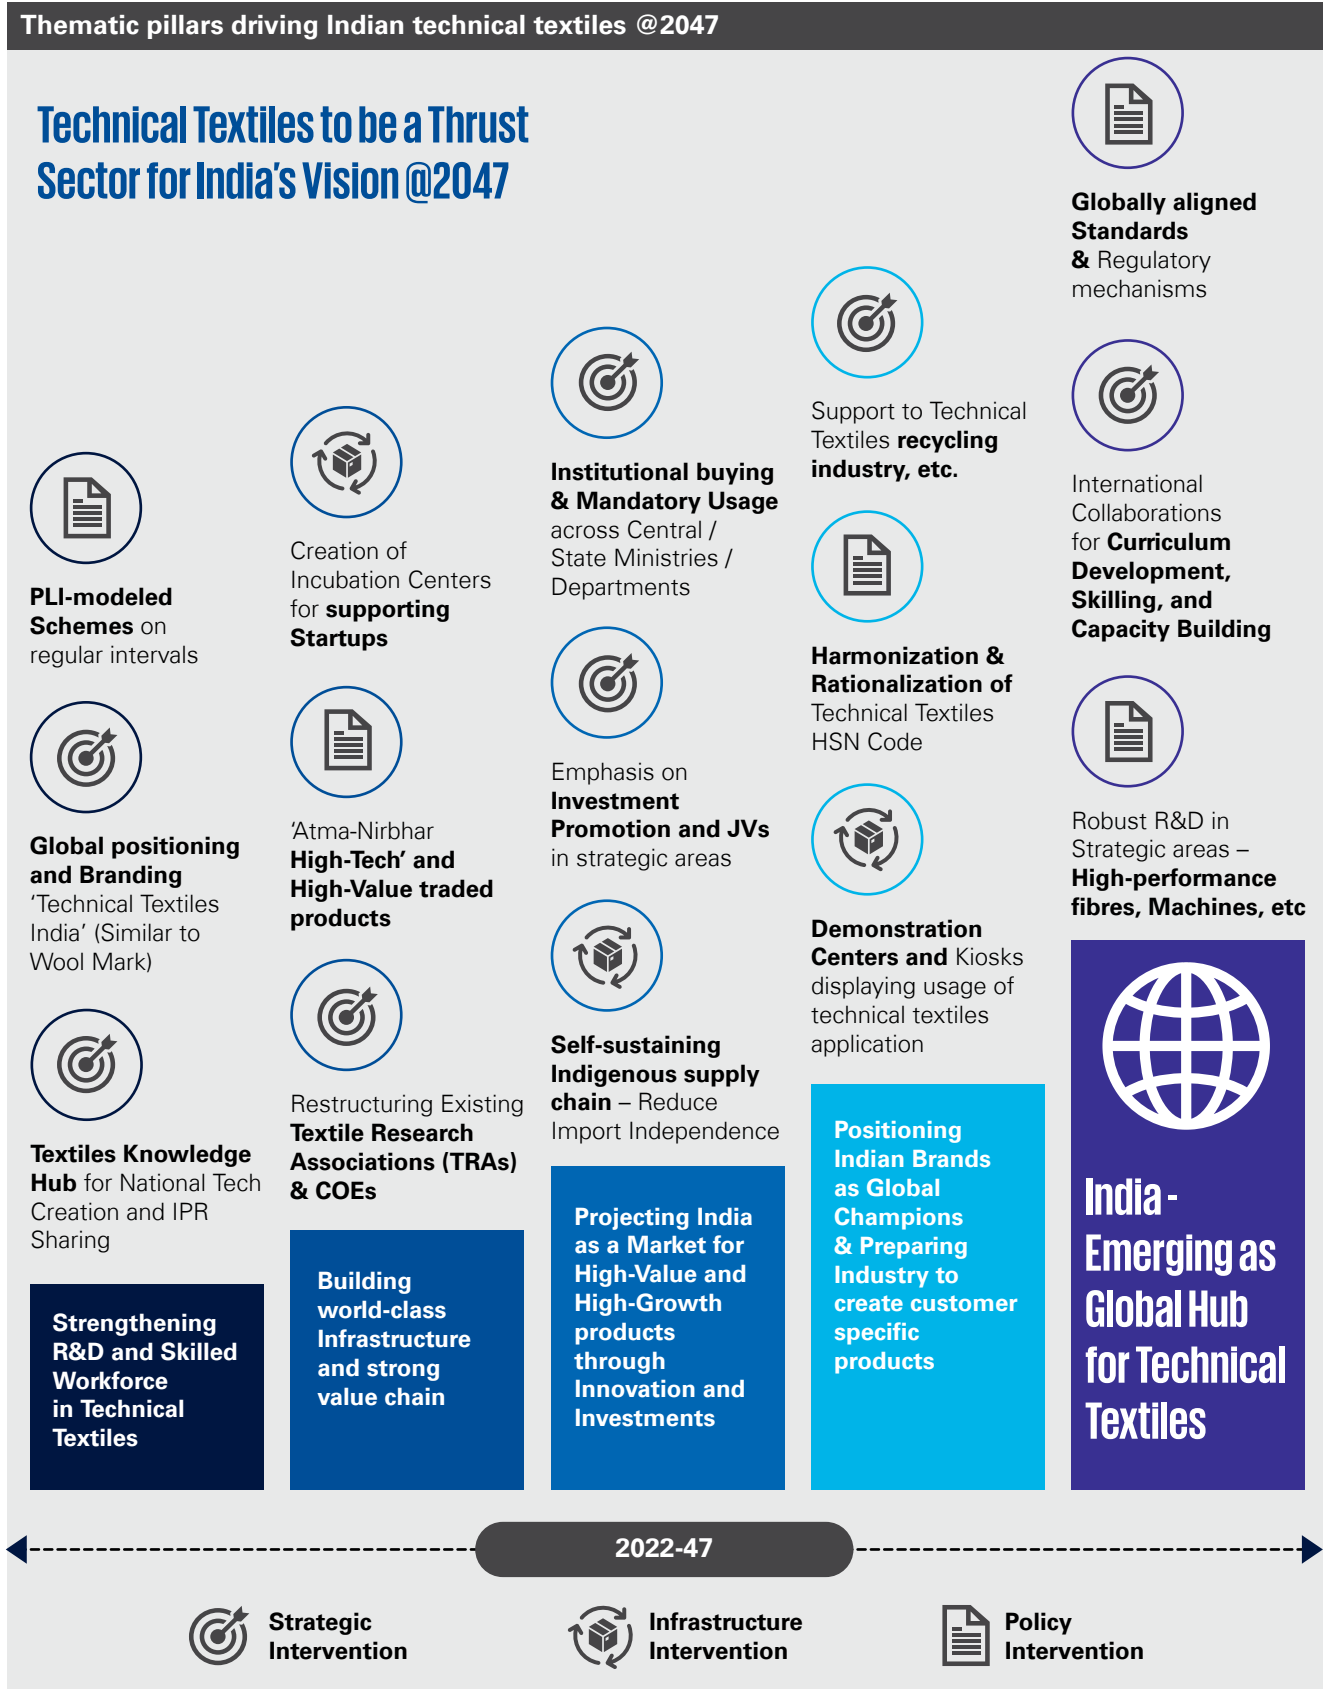 Thematic pillars driving Indian technical textiles @2047
Technical Textiles to be a Thrust
Sector for India's Vision @2047
PLI-modeled
Schemes on
regular intervals
Global positioning
and Branding
‘Technical Textiles
India’ (Similar to
Wool Mark)
Textiles Knowledge
Hub for National Tech
Creation and IPR
Sharing
Strengthening
R&D and Skilled
Workforce
in Technical
Textiles
Creation of
Incubation Centers
for supporting
Startups
‘Atma-Nirbhar
High-Tech’ and
High-Value traded
products
Restructuring Existing
Textile Research
Associations (TRAs)
& COEs
Building
world-class
Infrastructure
and strong
value chain
Institutional buying
& Mandatory Usage
across Central /
State Ministries /
Departments
Emphasis on
Investment
Promotion and JVs
in strategic areas
Self-sustaining
Indigenous supply
chain – Reduce
Import Independence
Projecting India
as a Market for
High-Value and
High-Growth
products
through
Innovation and
Investments
Support to Technical
Textiles recycling
industry, etc.
Harmonization &
Rationalization of
Technical Textiles
HSN Code
Demonstration
Centers and Kiosks
displaying usage of
technical textiles
application
Positioning
Indian Brands
as Global
Champions
& Preparing
Industry to
create customer
specific
products
Globally aligned
Standards
& Regulatory
mechanisms
International
Collaborations
for Curriculum
Development,
Skilling, and
Capacity Building
Robust R&D in
Strategic areas –
High-performance
fibres, Machines, etc
India -
Emerging as
Global Hub
for Technical
Textiles
2022-47
Strategic
Intervention
Infrastructure
Intervention
Policy
Intervention